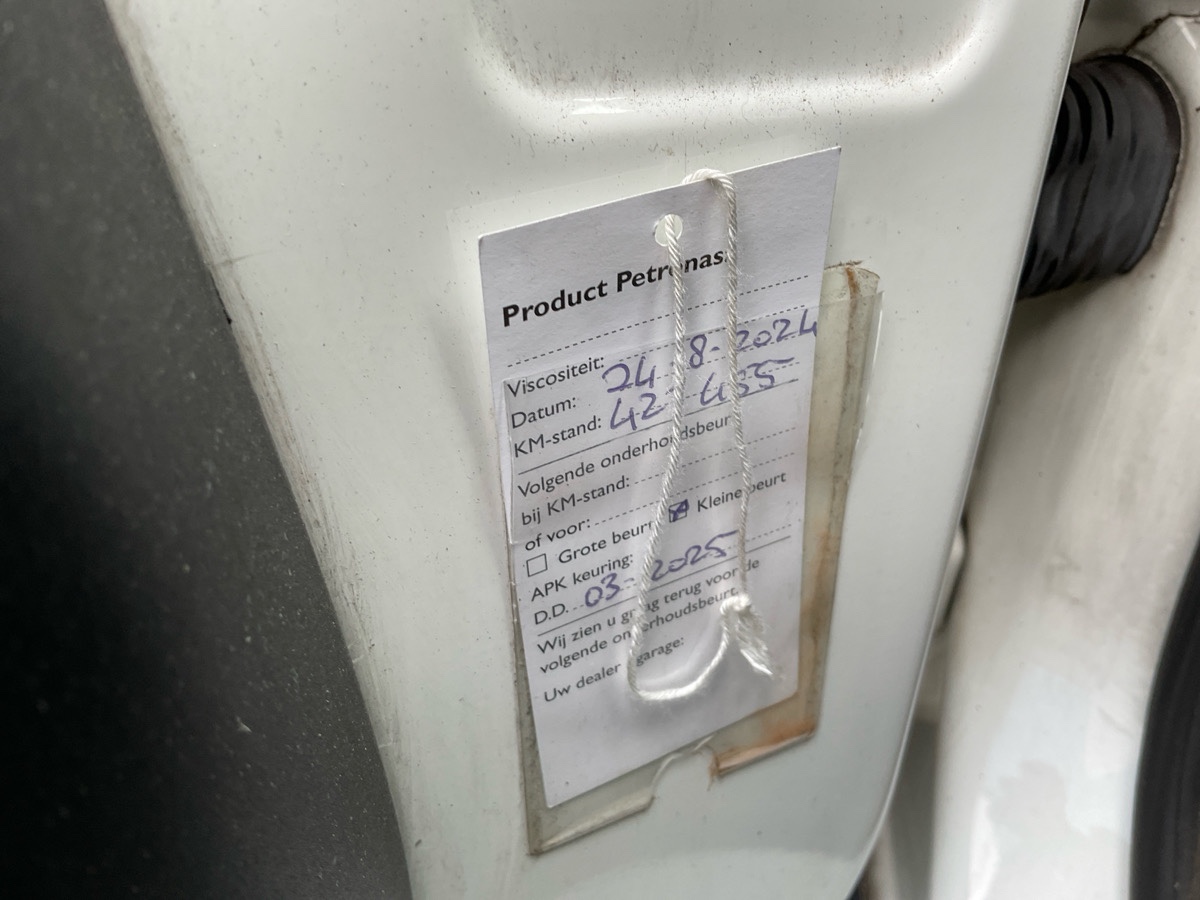 Product Petronas:
Viscositeit:
Datum: 24-8-2024
KM-stand: 42 455
Volgende onderhoudsbeurt
bij KM-stand:
of voor:
☐ Grote beurt ☑ Kleine beurt
APK keuring:
D.D. 03-2025
Wij zien u graag terug voor de
volgende onderhoudsbeurt.
Uw dealer garage: